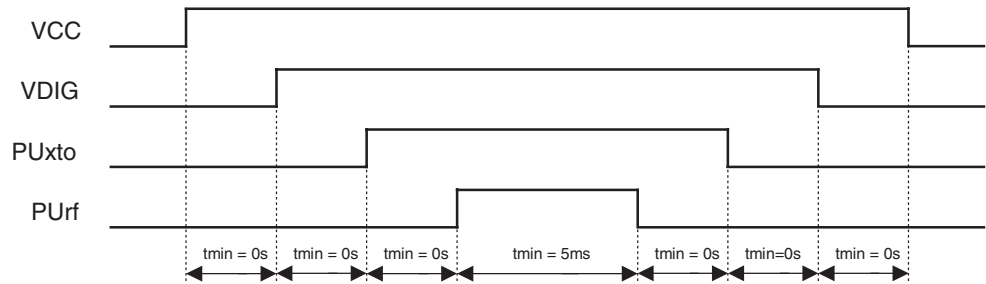 VCC
VDIG
PUxto
PUrf
tmin = 0s tmin = 0s tmin = 0s tmin = 5ms tmin = 0s tmin=0s tmin = 0s